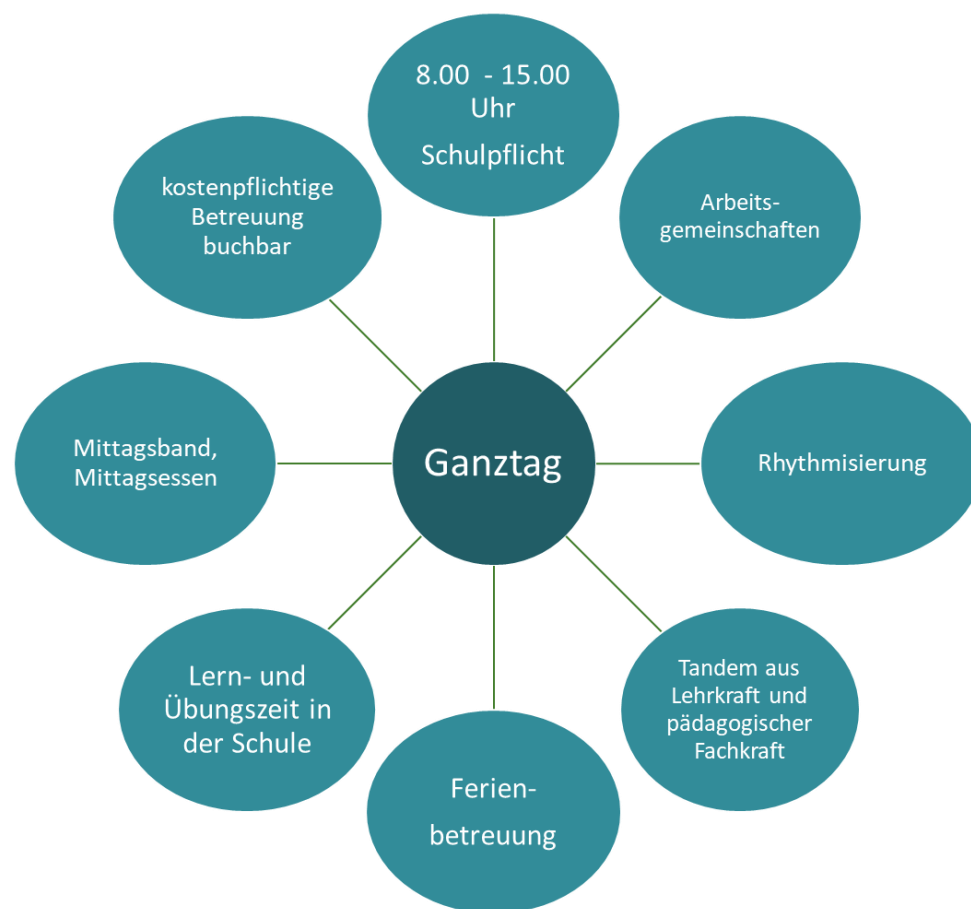 8.00 - 15.00
Uhr
Schulpflicht
Arbeits-
gemeinschaften
Rhythmisierung
Tandem aus
Lehrkraft und
pädagogischer
Fachkraft
Ferien-
betreuung
Lern- und
Übungszeit in
der Schule
Mittagsband,
Mittagsessen
kostenpflichtige
Betreuung
buchbar
Ganztag